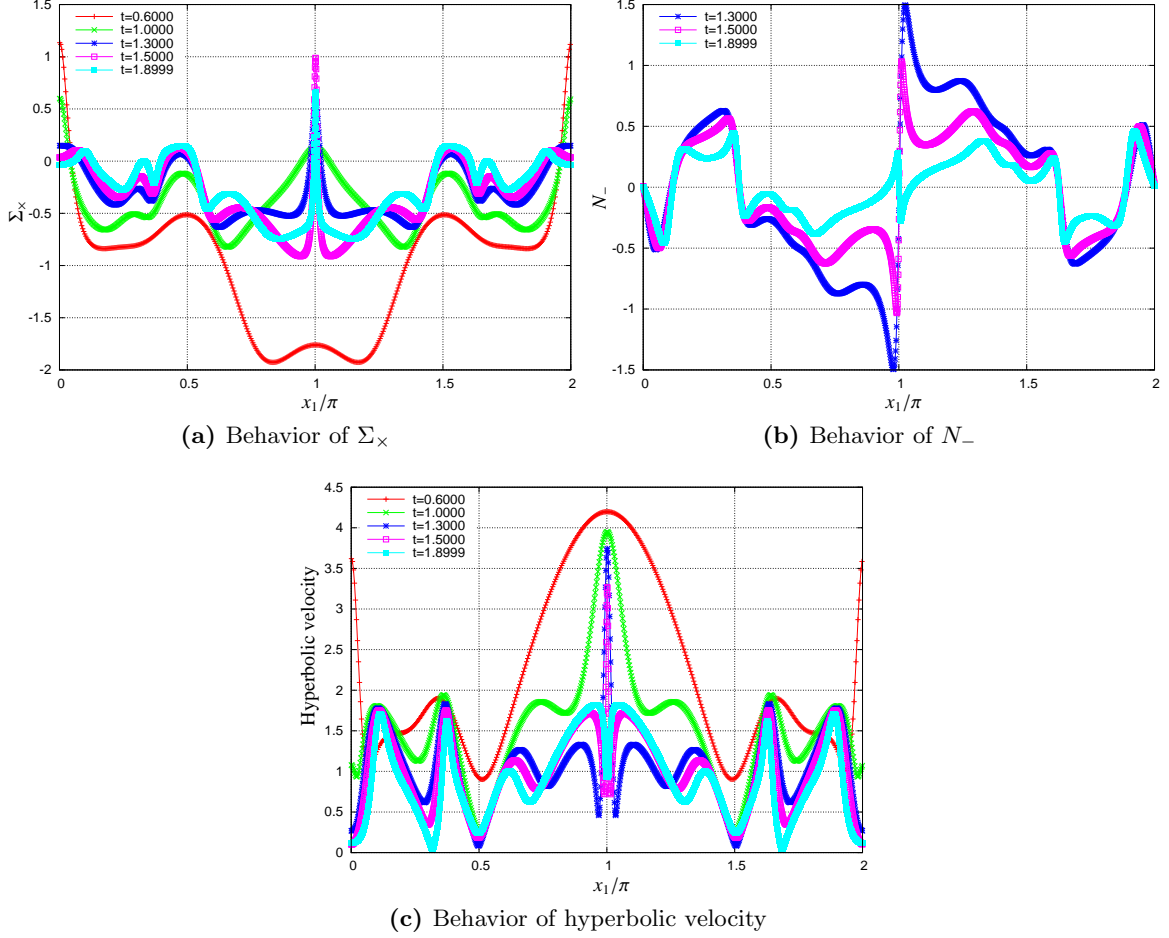 1.5
1
0.5
0
-0.5
-1
-1.5
-2
Σ×
t=0.6000
t=1.0000
t=1.3000
t=1.5000
t=1.8999
0 0.5 1 1.5 2
x₁/π
(a) Behavior of Σ×
1.5
1
0.5
0
-0.5
-1
-1.5
N₋
t=1.3000
t=1.5000
t=1.8999
0 0.5 1 1.5 2
x₁/π
(b) Behavior of N₋
4.5
4
3.5
3
2.5
2
1.5
1
0.5
0
Hyperbolic velocity
t=0.6000
t=1.0000
t=1.3000
t=1.5000
t=1.8999
0 0.5 1 1.5 2
x₁/π
(c) Behavior of hyperbolic velocity